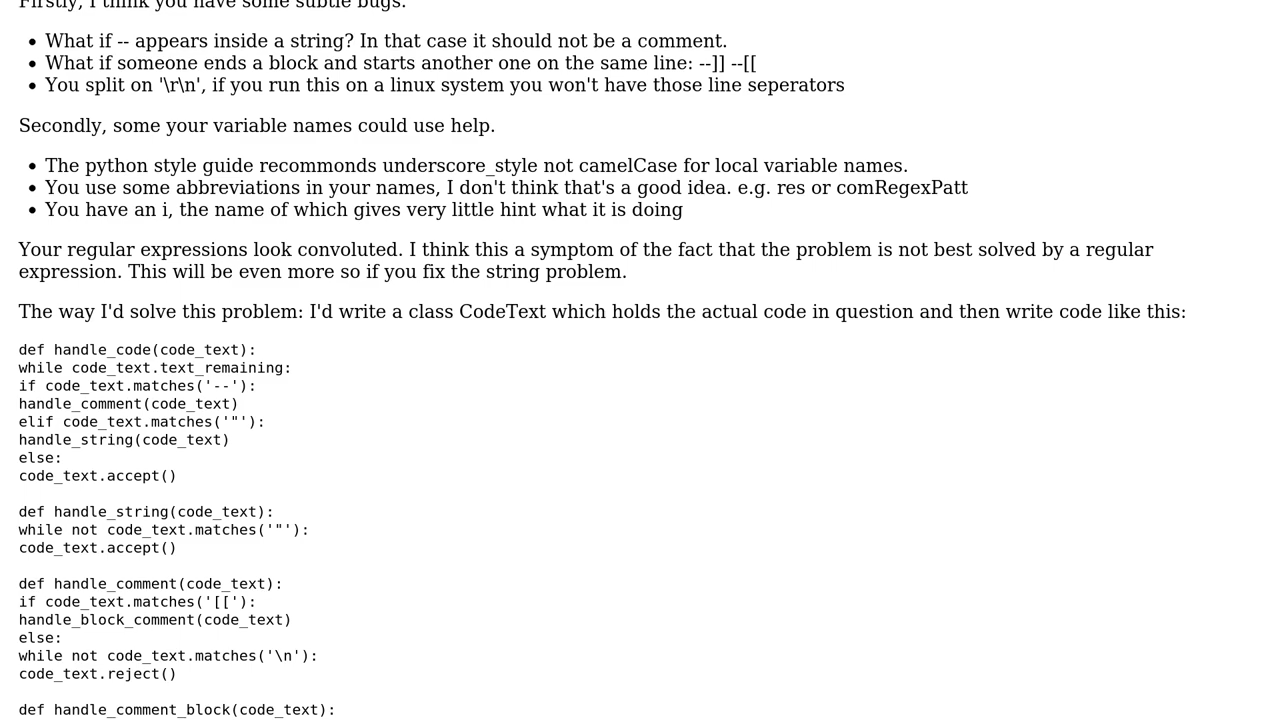 Firstly, I think you have some subtle bugs.
• What if -- appears inside a string? In that case it should not be a comment.
• What if someone ends a block and starts another one on the same line: --]] --[[
• You split on '\r\n', if you run this on a linux system you won't have those line seperators
Secondly, some your variable names could use help.
• The python style guide recommonds underscore_style not camelCase for local variable names.
• You use some abbreviations in your names, I don't think that's a good idea. e.g. res or comRegexPatt
• You have an i, the name of which gives very little hint what it is doing
Your regular expressions look convoluted. I think this a symptom of the fact that the problem is not best solved by a regular
expression. This will be even more so if you fix the string problem.
The way I'd solve this problem: I'd write a class CodeText which holds the actual code in question and then write code like this:
def handle_code(code_text):
while code_text.text_remaining:
if code_text.matches('--'):
handle_comment(code_text)
elif code_text.matches('"'):
handle_string(code_text)
else:
code_text.accept()
def handle_string(code_text):
while not code_text.matches('"'):
code_text.accept()
def handle_comment(code_text):
if code_text.matches('[['):
handle_block_comment(code_text)
else:
while not code_text.matches('\n'):
code_text.reject()
def handle_comment_block(code_text):